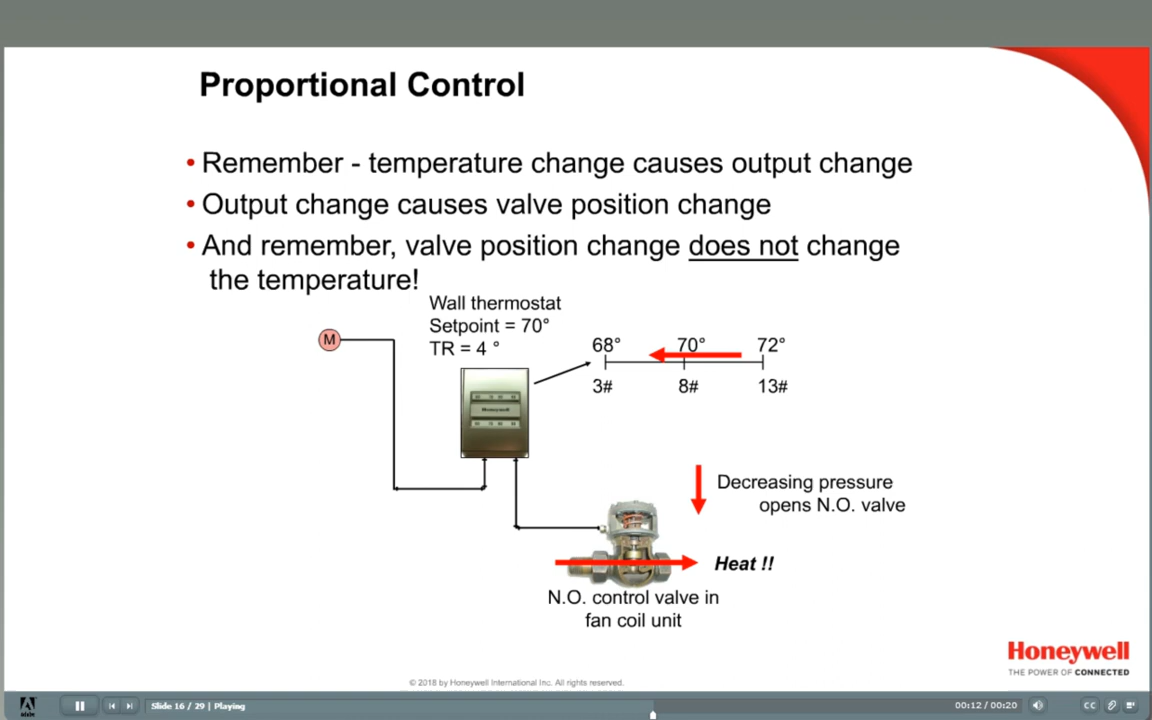 Proportional Control
• Remember - temperature change causes output change
• Output change causes valve position change
• And remember, valve position change does not change
the temperature!
Wall thermostat
Setpoint = 70°
TR = 4 °
M
68° 70° 72°
3# 8# 13#
Honeywell
Decreasing pressure
opens N.O. valve
Heat !!
N.O. control valve in
fan coil unit
Honeywell
THE POWER OF CONNECTED
© 2018 by Honeywell International Inc. All rights reserved.
Slide 16 / 29 | Playing
00:12 / 00:20
CC